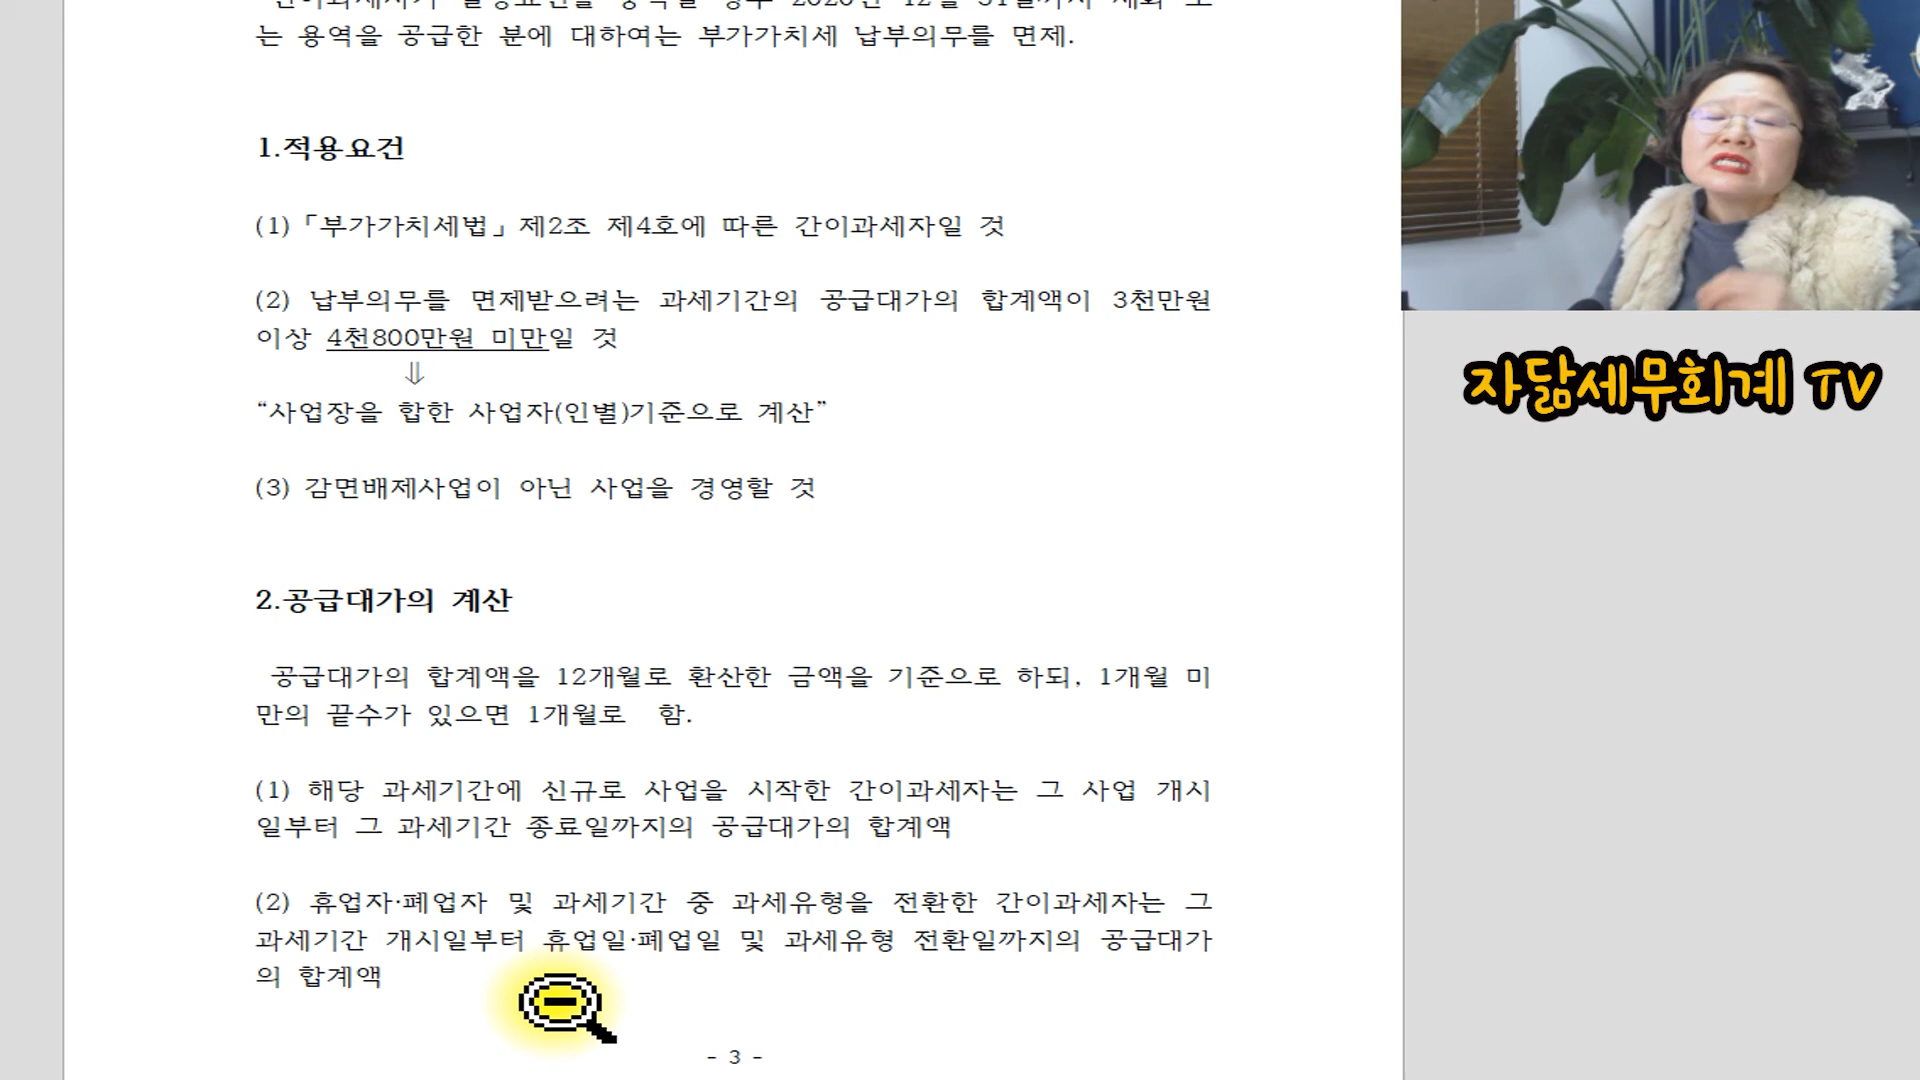 는 용역을 공급한 분에 대하여는 부가가치세 납부의무를 면제.
1.적용요건
(1)「부가가치세법」제2조 제4호에 따른 간이과세자일 것
(2) 납부의무를 면제받으려는 과세기간의 공급대가의 합계액이 3천만원
이상 4천800만원 미만일 것
⇓
“사업장을 합한 사업자(인별)기준으로 계산”
(3) 감면배제사업이 아닌 사업을 경영할 것
2.공급대가의 계산
공급대가의 합계액을 12개월로 환산한 금액을 기준으로 하되, 1개월 미
만의 끝수가 있으면 1개월로 함.
(1) 해당 과세기간에 신규로 사업을 시작한 간이과세자는 그 사업 개시
일부터 그 과세기간 종료일까지의 공급대가의 합계액
(2) 휴업자·폐업자 및 과세기간 중 과세유형을 전환한 간이과세자는 그
과세기간 개시일부터 휴업일·폐업일 및 과세유형 전환일까지의 공급대가
의 합계액
- 3 -
자닮세무회계 TV